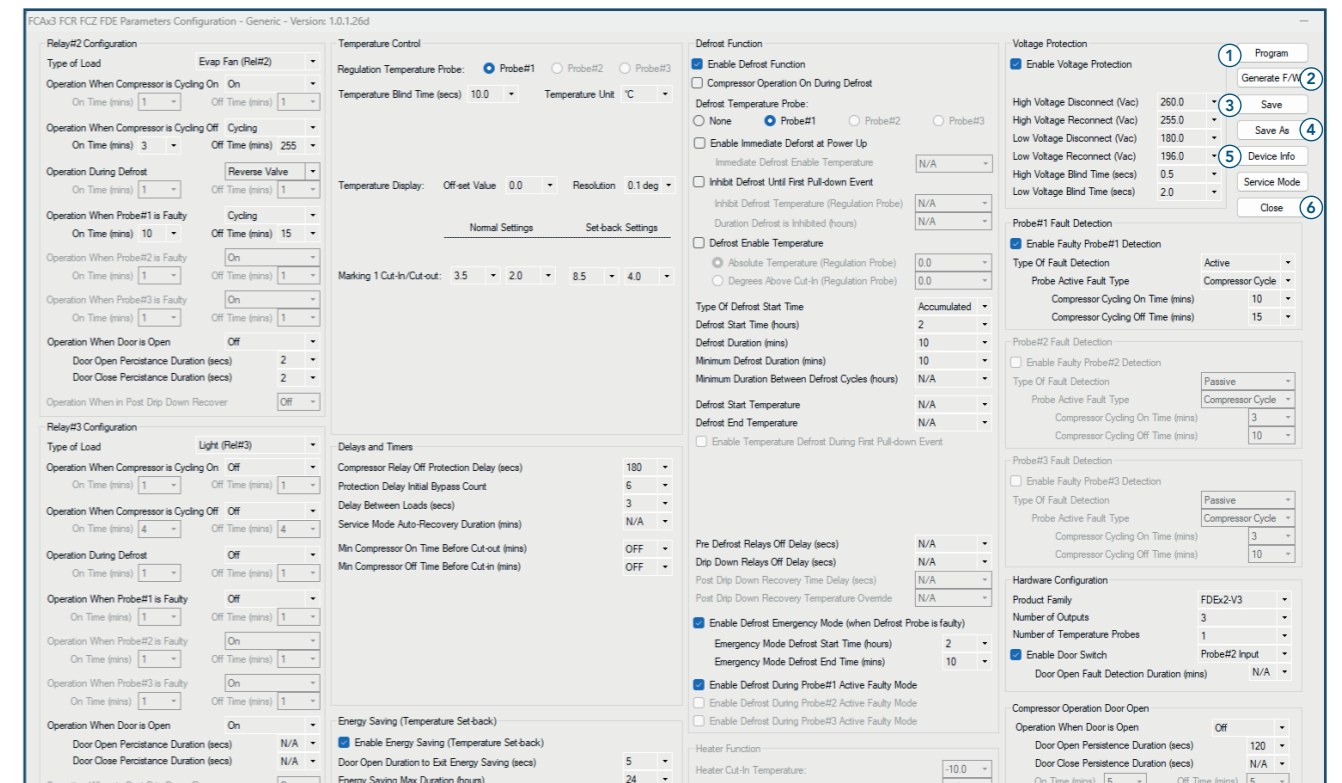 FCAx3 FCR FCZ FDE Parameters Configuration - Generic - Version: 1.0.1.26d
Relay#2 Configuration
Type of Load Evap Fan (Rel#2)
Operation When Compressor is Cycling On On
On Time (mins) 1 Off Time (mins) 1
Operation When Compressor is Cycling Off Cycling
On Time (mins) 3 Off Time (mins) 255
Operation During Defrost Reverse Valve
On Time (mins) 1 Off Time (mins) 1
Operation When Probe#1 is Faulty Cycling
On Time (mins) 10 Off Time (mins) 15
Operation When Probe#2 is Faulty On
On Time (mins) 1 Off Time (mins) 1
Operation When Probe#3 is Faulty On
On Time (mins) 1 Off Time (mins) 1
Operation When Door is Open Off
Door Open Percistance Duration (secs) 2
Door Close Percistance Duration (secs) 2
Operation When in Post Drip Down Recover Off
Relay#3 Configuration
Type of Load Light (Rel#3)
Operation When Compressor is Cycling On Off
On Time (mins) 1 Off Time (mins) 1
Operation When Compressor is Cycling Off Off
On Time (mins) 4 Off Time (mins) 4
Operation During Defrost Off
On Time (mins) 1 Off Time (mins) 1
Operation When Probe#1 is Faulty Off
On Time (mins) 1 Off Time (mins) 1
Operation When Probe#2 is Faulty On
On Time (mins) 1 Off Time (mins) 1
Operation When Probe#3 is Faulty On
On Time (mins) 1 Off Time (mins) 1
Operation When Door is Open On
Door Open Percistance Duration (secs) N/A
Door Close Percistance Duration (secs) N/A
Temperature Control
Regulation Temperature Probe: Probe#1 Probe#2 Probe#3
Temperature Blind Time (secs) 10.0 Temperature Unit °C
Temperature Display: Off-set Value 0.0 Resolution 0.1 deg
Normal Settings Set-back Settings
Marking 1 Cut-In/Cut-out: 3.5 2.0 8.5 4.0
Delays and Timers
Compressor Relay Off Protection Delay (secs) 180
Protection Delay Initial Bypass Count 6
Delay Between Loads (secs) 3
Service Mode Auto-Recovery Duration (mins) N/A
Min Compressor On Time Before Cut-out (mins) OFF
Min Compressor Off Time Before Cut-in (mins) OFF
Energy Saving (Temperature Set-back)
Enable Energy Saving (Temperature Set-back)
Door Open Duration to Exit Energy Saving (secs) 5
Energy Saving Max Duration (hours) 24
Defrost Function
Enable Defrost Function
Compressor Operation On During Defrost
Defrost Temperature Probe:
None Probe#1 Probe#2 Probe#3
Enable Immediate Deforst at Power Up
Immediate Defrost Enable Temperature N/A
Inhibit Defrost Until First Pull-down Event
Inhibit Defrost Temperature (Regulation Probe) N/A
Duration Defrost is Inhibited (hours) N/A
Defrost Enable Temperature
Absolute Temperature (Regulation Probe) 0.0
Degrees Above Cut-In (Regulation Probe) 0.0
Type Of Defrost Start Time Accumulated
Defrost Start Time (hours) 2
Defrost Duration (mins) 10
Minimum Defrost Duration (mins) 10
Minimum Duration Between Defrost Cycles (hours) N/A
Defrost Start Temperature N/A
Defrost End Temperature N/A
Enable Temperature Defrost During First Pull-down Event
Pre Defrost Relays Off Delay (secs) N/A
Drip Down Relays Off Delay (secs) N/A
Post Drip Down Recovery Time Delay (secs) N/A
Post Drip Down Recovery Temperature Override N/A
Enable Defrost Emergency Mode (when Defrost Probe is faulty)
Emergency Mode Defrost Start Time (hours) 2
Emergency Mode Defrost End Time (mins) 10
Enable Defrost During Probe#1 Active Faulty Mode
Enable Defrost During Probe#2 Active Faulty Mode
Enable Defrost During Probe#3 Active Faulty Mode
Heater Function
Heater Cut-In Temperature: -10.0
Voltage Protection
Enable Voltage Protection
High Voltage Disconnect (Vac) 260.0
High Voltage Reconnect (Vac) 255.0
Low Voltage Disconnect (Vac) 180.0
Low Voltage Reconnect (Vac) 196.0
High Voltage Blind Time (secs) 0.5
Low Voltage Blind Time (secs) 2.0
1 Program
Generate F/W 2
3 Save
Save As 4
5 Device Info
Service Mode
Close 6
Probe#1 Fault Detection
Enable Faulty Probe#1 Detection
Type Of Fault Detection Active
Probe Active Fault Type Compressor Cycle
Compressor Cycling On Time (mins) 10
Compressor Cycling Off Time (mins) 15
Probe#2 Fault Detection
Enable Faulty Probe#2 Detection
Type Of Fault Detection Passive
Probe Active Fault Type Compressor Cycle
Compressor Cycling On Time (mins) 3
Compressor Cycling Off Time (mins) 10
Probe#3 Fault Detection
Enable Faulty Probe#3 Detection
Type Of Fault Detection Passive
Probe Active Fault Type Compressor Cycle
Compressor Cycling On Time (mins) 3
Compressor Cycling Off Time (mins) 10
Hardware Configuration
Product Family FDEx2-V3
Number of Outputs 3
Number of Temperature Probes 1
Enable Door Switch Probe#2 Input
Door Open Fault Detection Duration (mins) N/A
Compressor Operation Door Open
Operation When Door is Open Off
Door Open Persistence Duration (secs) 120
Door Close Persistence Duration (secs) N/A
On Time (mins) 5 Off Time (mins) 5